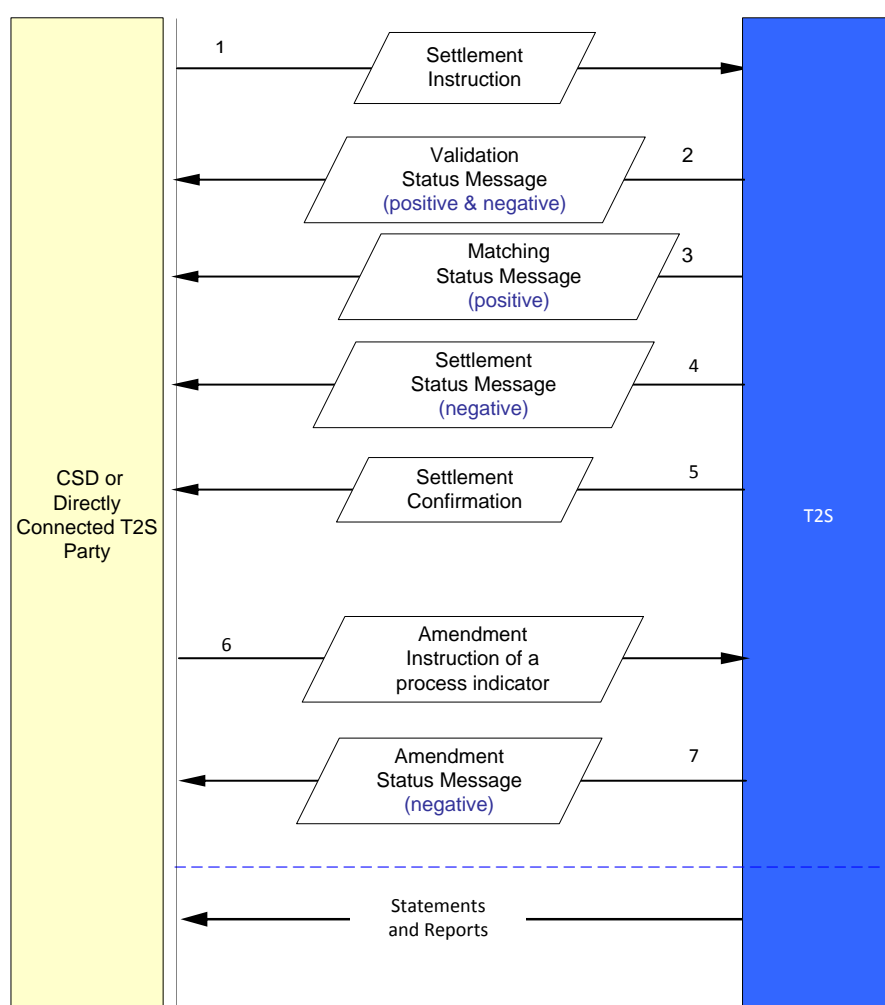 1
Settlement
Instruction
Validation
Status Message
(positive & negative)
2
Matching
Status Message
(positive)
3
Settlement
Status Message
(negative)
4
Settlement
Confirmation
5
CSD or
Directly
Connected T2S
Party
T2S
6
Amendment
Instruction of a
process indicator
Amendment
Status Message
(negative)
7
Statements
and Reports